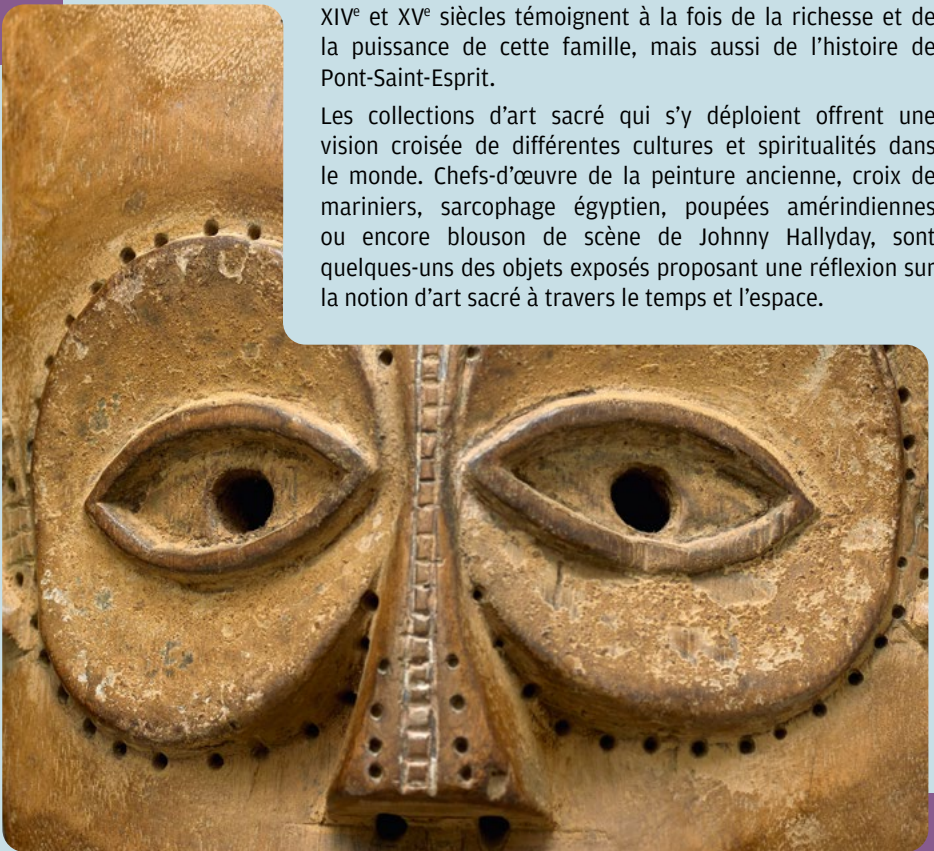 XIVe et XVe siècles témoignent à la fois de la richesse et de
la puissance de cette famille, mais aussi de l’histoire de
Pont-Saint-Esprit.
Les collections d’art sacré qui s’y déploient offrent une
vision croisée de différentes cultures et spiritualités dans
le monde. Chefs-d’œuvre de la peinture ancienne, croix de
mariniers, sarcophage égyptien, poupées amérindiennes
ou encore blouson de scène de Johnny Hallyday, sont
quelques-uns des objets exposés proposant une réflexion sur
la notion d’art sacré à travers le temps et l’espace.